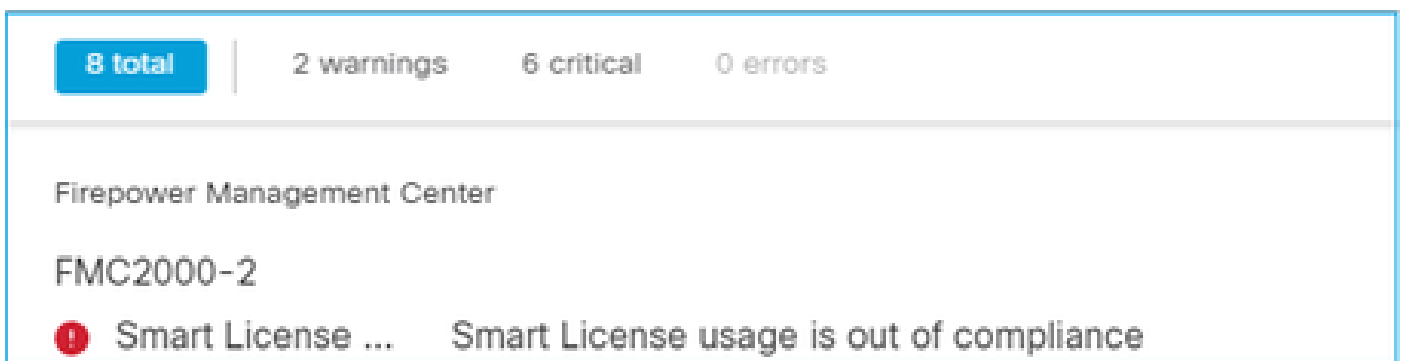 8 total 2 warnings 6 critical 0 errors
Firepower Management Center
FMC2000-2
Smart License ... Smart License usage is out of compliance